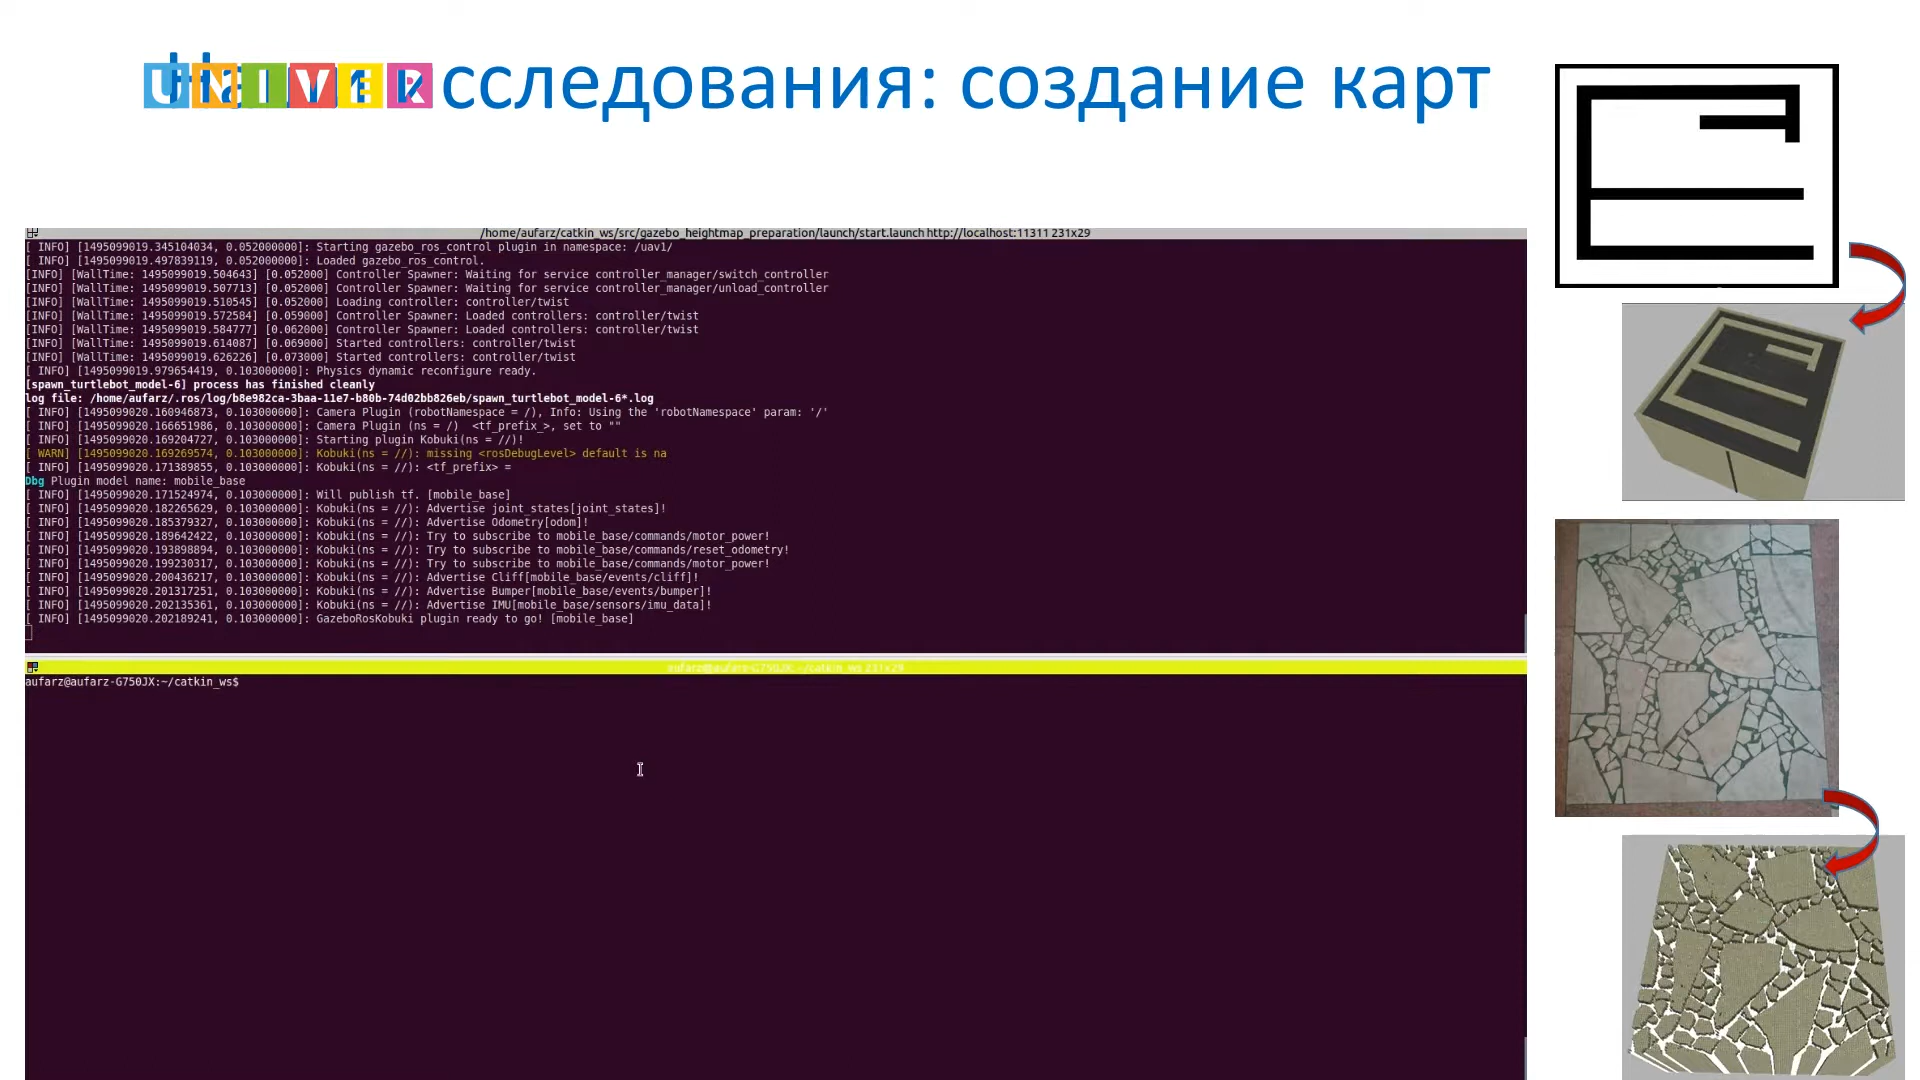 UNIVER
сследования: создание карт
/home/aufarz/catkin_ws/src/gazebo_heightmap_preparation/launch/start.launch http://localhost:11311 231x29
[ INFO] [1495099019.345104034, 0.052000000]: Starting gazebo_ros_control plugin in namespace: /uav1/
[ INFO] [1495099019.497839119, 0.052000000]: Loaded gazebo_ros_control.
[INFO] [WallTime: 1495099019.504643] [0.052000] Controller Spawner: Waiting for service controller_manager/switch_controller
[INFO] [WallTime: 1495099019.507713] [0.052000] Controller Spawner: Waiting for service controller_manager/unload_controller
[INFO] [WallTime: 1495099019.510545] [0.052000] Loading controller: controller/twist
[INFO] [WallTime: 1495099019.572584] [0.059000] Controller Spawner: Loaded controllers: controller/twist
[INFO] [WallTime: 1495099019.584777] [0.062000] Controller Spawner: Loaded controllers: controller/twist
[INFO] [WallTime: 1495099019.614087] [0.069000] Started controllers: controller/twist
[INFO] [WallTime: 1495099019.626226] [0.073000] Started controllers: controller/twist
[ INFO] [1495099019.979654419, 0.103000000]: Physics dynamic reconfigure ready.
[spawn_turtlebot_model-6] process has finished cleanly
log file: /home/aufarz/.ros/log/b8e982ca-3baa-11e7-b80b-74d02bb826eb/spawn_turtlebot_model-6*.log
[ INFO] [1495099020.160946873, 0.103000000]: Camera Plugin (robotNamespace = /), Info: Using the 'robotNamespace' param: '/'
[ INFO] [1495099020.166651986, 0.103000000]: Camera Plugin (ns = /)  <tf_prefix_>, set to ""
[ INFO] [1495099020.169204727, 0.103000000]: Starting plugin Kobuki(ns = //)!
[ WARN] [1495099020.169269574, 0.103000000]: Kobuki(ns = //): missing <rosDebugLevel> default is na
[ INFO] [1495099020.171389855, 0.103000000]: Kobuki(ns = //): <tf_prefix> =
Dbg Plugin model name: mobile_base
[ INFO] [1495099020.171524974, 0.103000000]: Will publish tf. [mobile_base]
[ INFO] [1495099020.182265629, 0.103000000]: Kobuki(ns = //): Advertise joint_states[joint_states]!
[ INFO] [1495099020.185379327, 0.103000000]: Kobuki(ns = //): Advertise Odometry[odom]!
[ INFO] [1495099020.189642422, 0.103000000]: Kobuki(ns = //): Try to subscribe to mobile_base/commands/motor_power!
[ INFO] [1495099020.193898894, 0.103000000]: Kobuki(ns = //): Try to subscribe to mobile_base/commands/reset_odometry!
[ INFO] [1495099020.199230317, 0.103000000]: Kobuki(ns = //): Try to subscribe to mobile_base/commands/motor_power!
[ INFO] [1495099020.200436217, 0.103000000]: Kobuki(ns = //): Advertise Cliff[mobile_base/events/cliff]!
[ INFO] [1495099020.201317251, 0.103000000]: Kobuki(ns = //): Advertise Bumper[mobile_base/events/bumper]!
[ INFO] [1495099020.202135361, 0.103000000]: Kobuki(ns = //): Advertise IMU[mobile_base/sensors/imu_data]!
[ INFO] [1495099020.202189241, 0.103000000]: GazeboRosKobuki plugin ready to go! [mobile_base]
aufarz@aufarz-G750JX: ~/catkin_ws 231x29
aufarz@aufarz-G750JX:~/catkin_ws$